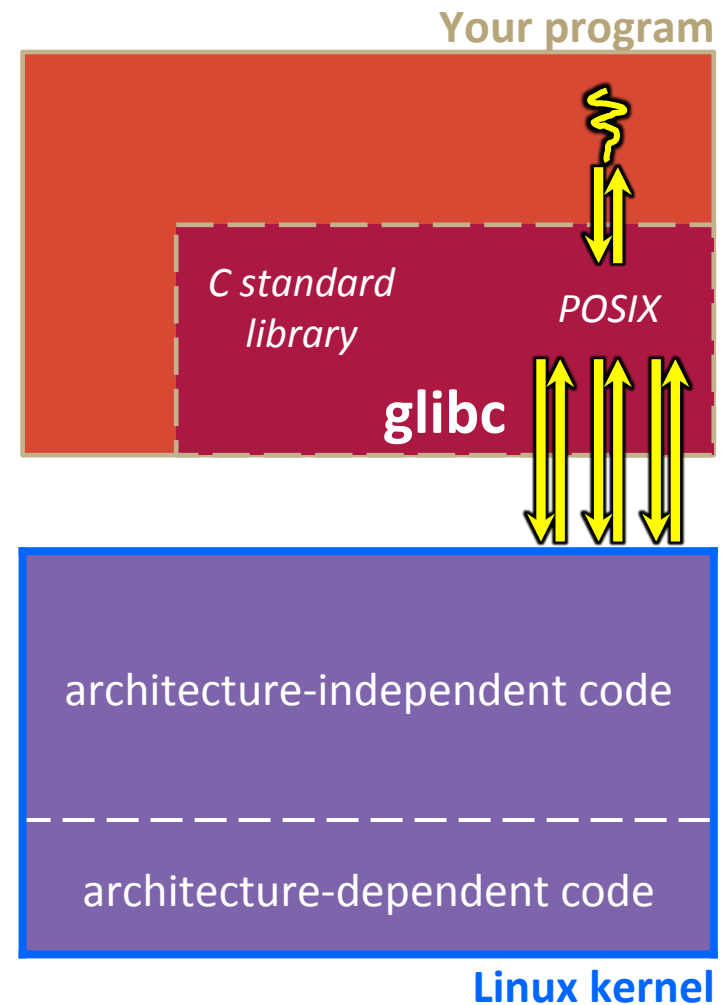 Your program
C standard
library
POSIX
glibc
architecture-independent code
architecture-dependent code
Linux kernel